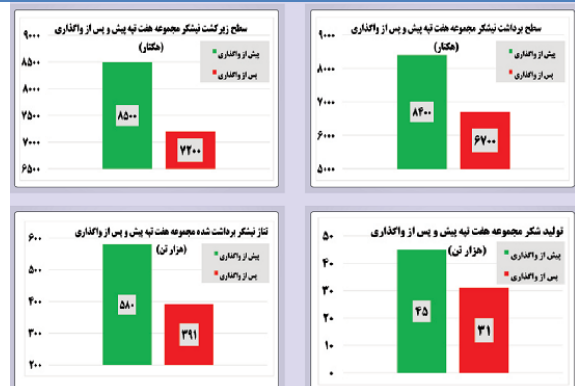 سطح برداشت نیشکر مجموعه هفت تپه پیش و پس از واگذاری
(هکتار)
پیش از واگذاری
پس از واگذاری
۹۰۰۰
۸۰۰۰
۷۰۰۰
۶۰۰۰
۵۰۰۰
۸۴۰۰
۶۷۰۰
سطح زیر کشت نیشکر مجموعه هفت تپه پیش و پس از واگذاری
(هکتار)
پیش از واگذاری
پس از واگذاری
۹۰۰۰
۸۵۰۰
۸۰۰۰
۷۵۰۰
۷۰۰۰
۶۵۰۰
۸۵۰۰
۷۲۰۰
تولید شکر مجموعه هفت تپه پیش و پس از واگذاری
(هزار تن)
پیش از واگذاری
پس از واگذاری
۵۰
۴۰
۳۰
۲۰
۱۰
۰
۴۵
۳۱
تناژ نیشکر برداشت شده مجموعه هفت تپه پیش و پس از واگذاری
(هزار تن)
پیش از واگذاری
پس از واگذاری
۶۰۰
۵۰۰
۴۰۰
۳۰۰
۲۰۰
۵۸۰
۳۹۱